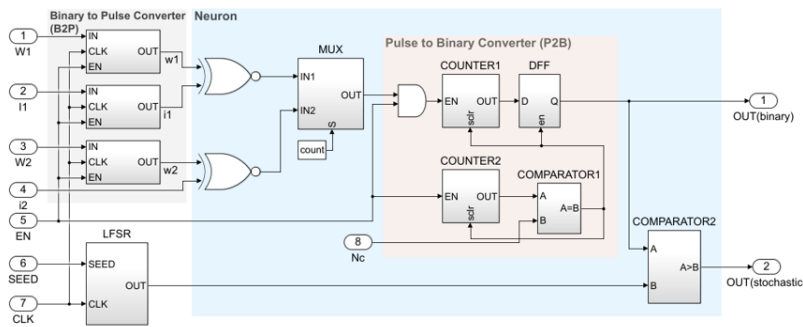 Binary to Pulse Converter
(B2P)
Neuron
1
W1
IN
CLK
OUT
EN
w1
2
I1
IN
CLK
OUT
EN
i1
3
W2
IN
CLK
OUT
EN
w2
4
i2
5
EN
6
SEED
7
CLK
LFSR
SEED
OUT
CLK
MUX
IN1
OUT
IN2
S
count
Pulse to Binary Converter (P2B)
COUNTER1
EN
OUT
sclr
DFF
D
Q
en
COUNTER2
EN
OUT
sclr
COMPARATOR1
A
A=B
B
8
Nc
COMPARATOR2
A
A>B
B
1
OUT(binary)
2
OUT(stochastic